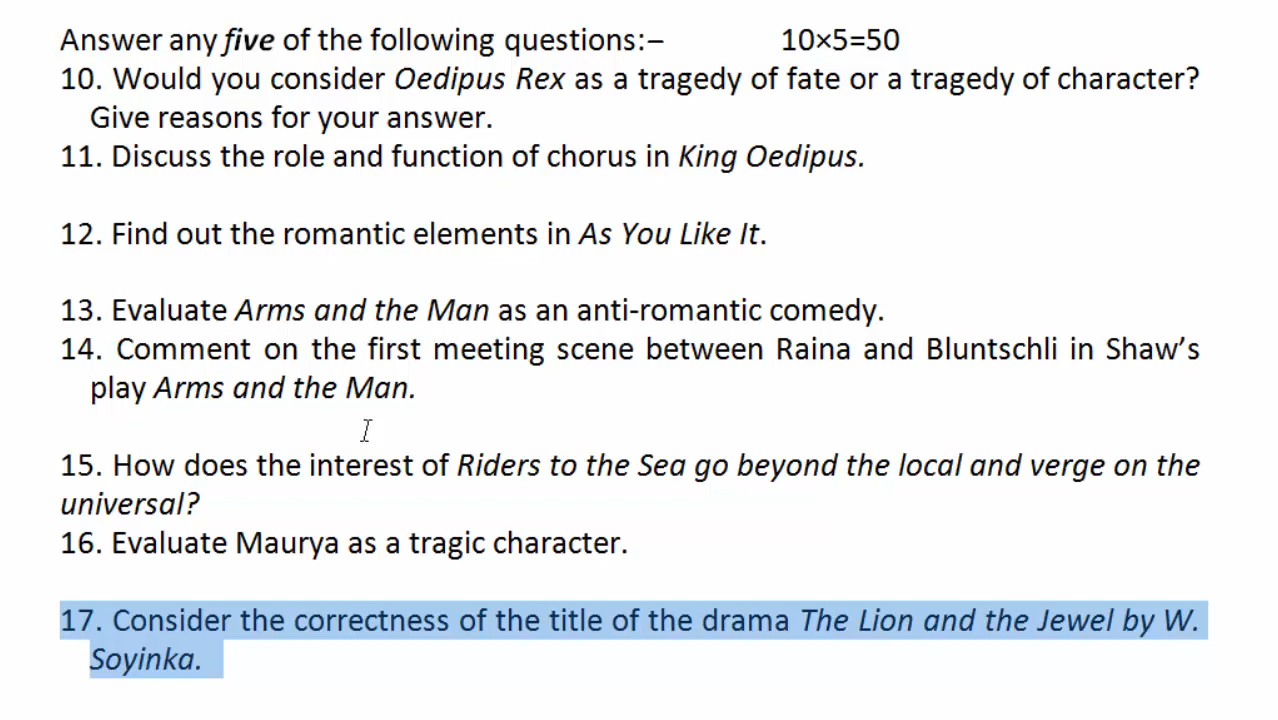 Answer any five of the following questions:– 10×5=50
10. Would you consider Oedipus Rex as a tragedy of fate or a tragedy of character?
Give reasons for your answer.
11. Discuss the role and function of chorus in King Oedipus.
12. Find out the romantic elements in As You Like It.
13. Evaluate Arms and the Man as an anti-romantic comedy.
14. Comment on the first meeting scene between Raina and Bluntschli in Shaw’s
play Arms and the Man.
15. How does the interest of Riders to the Sea go beyond the local and verge on the
universal?
16. Evaluate Maurya as a tragic character.
17. Consider the correctness of the title of the drama The Lion and the Jewel by W.
Soyinka.